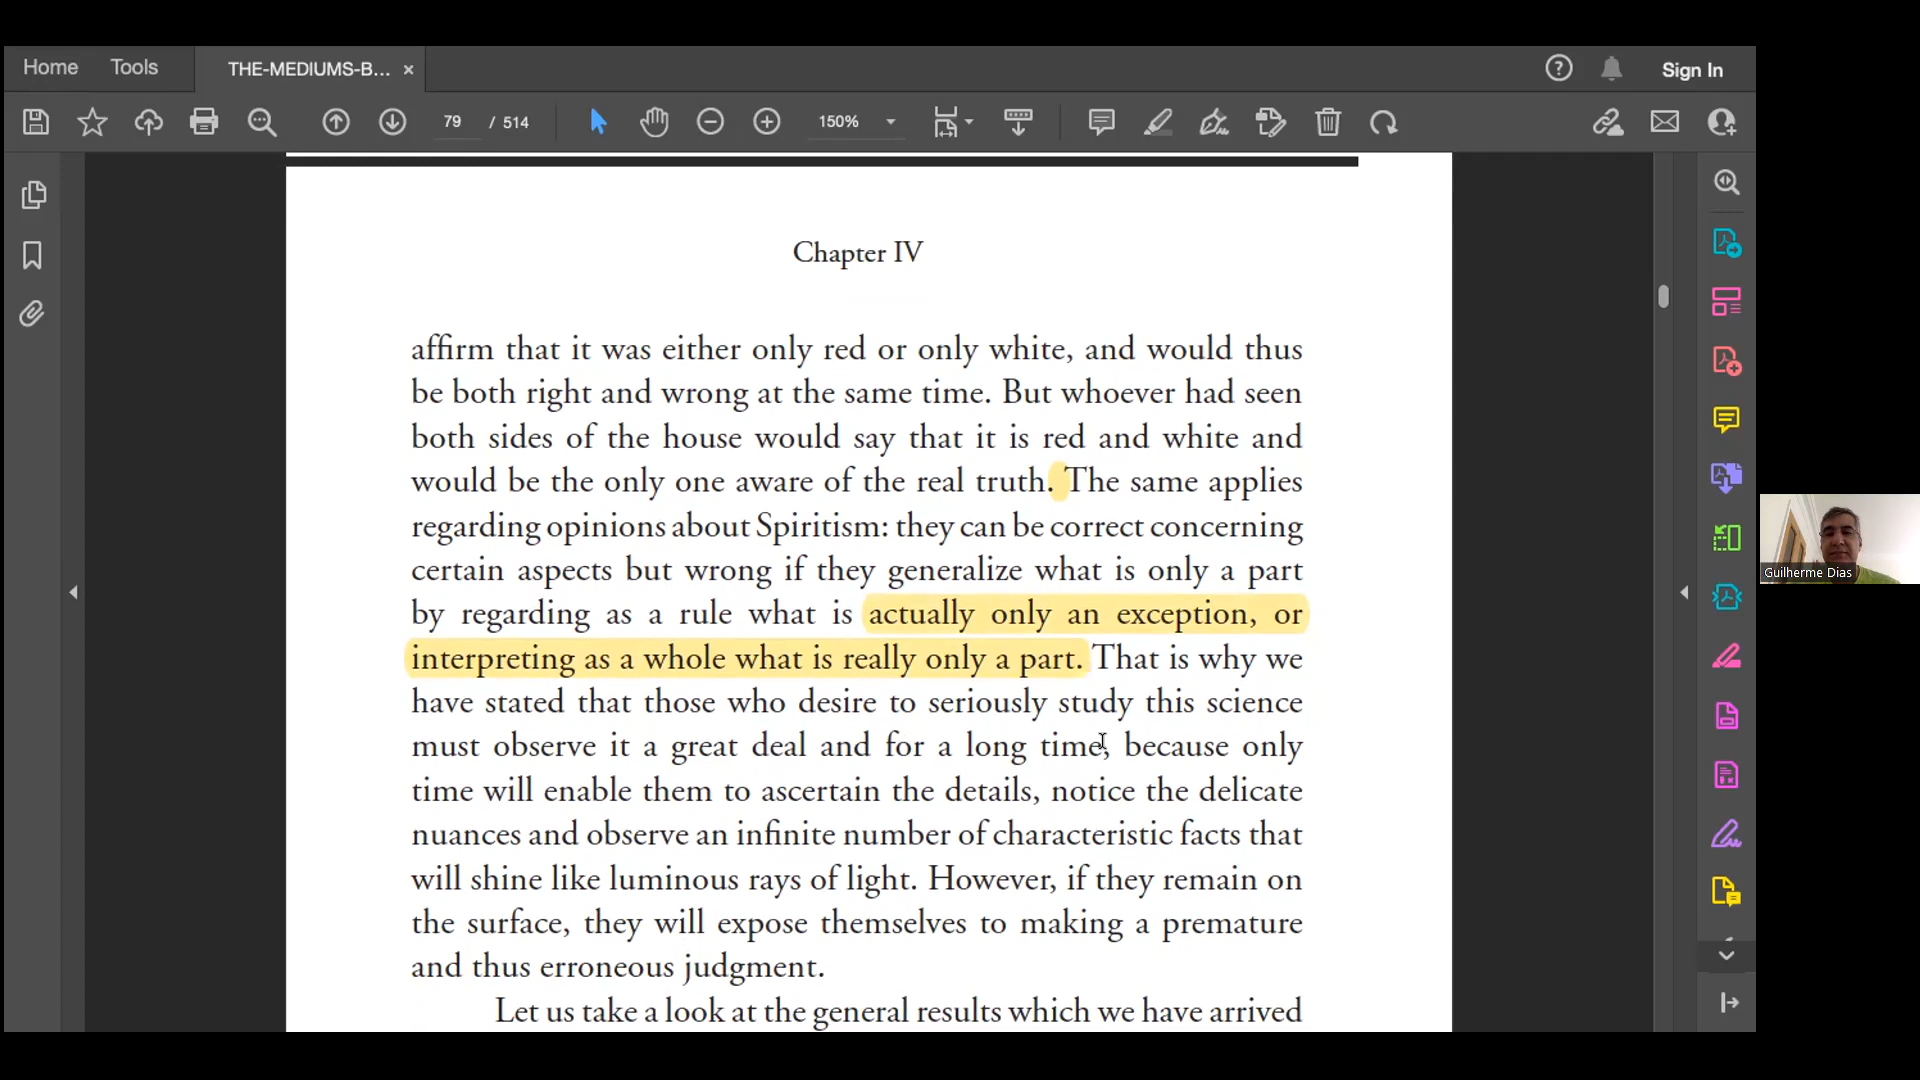 Home Tools THE-MEDIUMS-B... × Sign In
79 / 514 150%
Chapter IV
affirm that it was either only red or only white, and would thus
be both right and wrong at the same time. But whoever had seen
both sides of the house would say that it is red and white and
would be the only one aware of the real truth. The same applies
regarding opinions about Spiritism: they can be correct concerning
certain aspects but wrong if they generalize what is only a part
by regarding as a rule what is actually only an exception, or
interpreting as a whole what is really only a part. That is why we
have stated that those who desire to seriously study this science
must observe it a great deal and for a long time, because only
time will enable them to ascertain the details, notice the delicate
nuances and observe an infinite number of characteristic facts that
will shine like luminous rays of light. However, if they remain on
the surface, they will expose themselves to making a premature
and thus erroneous judgment.
Let us take a look at the general results which we have arrived
Guilherme Dias